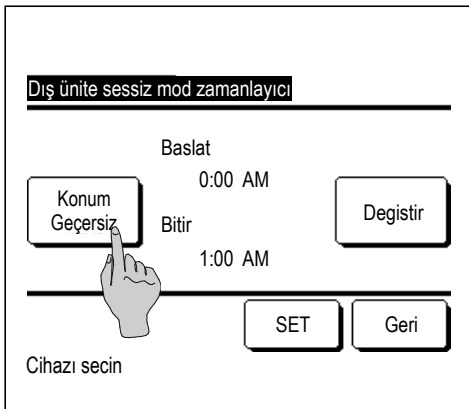 Dış ünite sessiz mod zamanlayıcı
Baslat
0:00 AM
Konum
Geçersiz
Bitir
1:00 AM
Degistir
SET
Geri
Cihazı secin